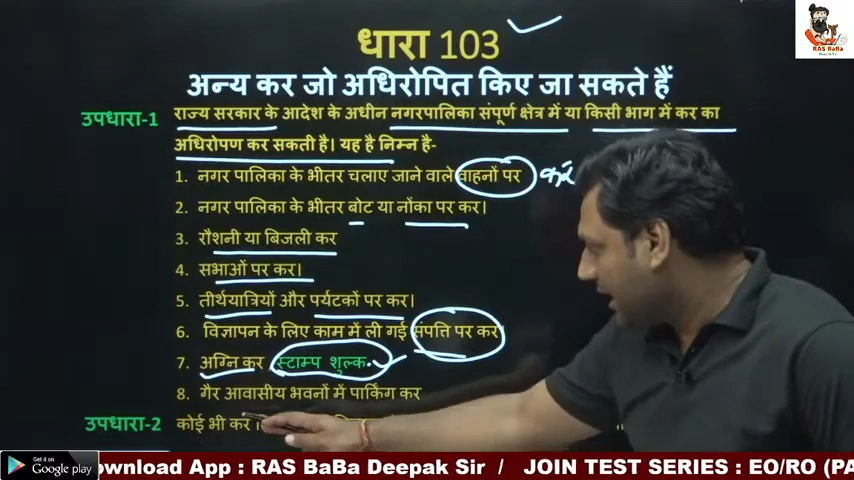 धारा 103
RAS BaBa
Deepak Sir
अन्य कर जो अधिरोपित किए जा सकते हैं
उपधारा-1 राज्य सरकार के आदेश के अधीन नगरपालिका संपूर्ण क्षेत्र में या किसी भाग में कर का
अधिरोपण कर सकती है। यह है निम्न है-
1. नगर पालिका के भीतर चलाए जाने वाले वाहनों पर कर
2. नगर पालिका के भीतर बोट या नोंका पर कर।
3. रौशनी या बिजली कर
4. सभाओं पर कर।
5. तीर्थयात्रियों और पर्यटकों पर कर।
6. विज्ञापन के लिए काम में ली गई संपत्ति पर कर।
7. अग्नि कर , स्टाम्प शुल्क
8. गैर आवासीय भवनों में पार्किंग कर
उपधारा-2 कोई भी कर
GET IT ON
Google play
ownload App : RAS BaBa Deepak Sir / JOIN TEST SERIES : EO/RO (PA